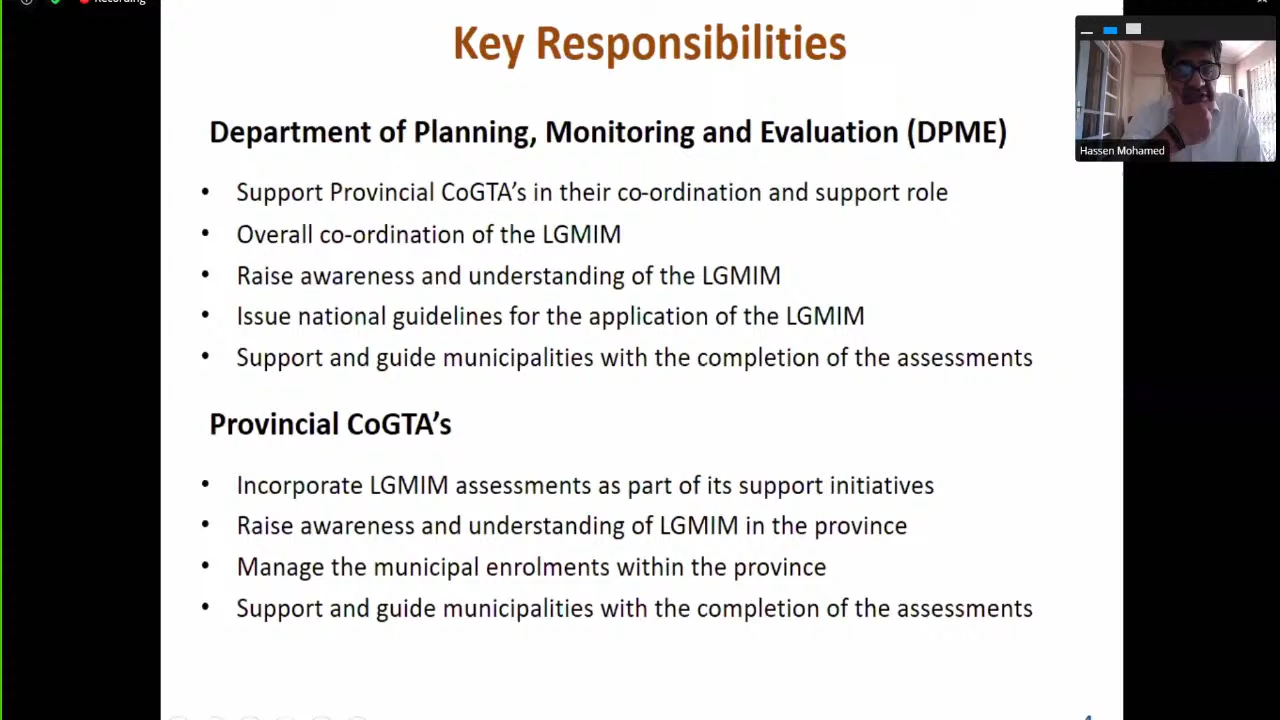 Recording
Key Responsibilities
Department of Planning, Monitoring and Evaluation (DPME)
• Support Provincial CoGTA's in their co-ordination and support role
• Overall co-ordination of the LGMIM
• Raise awareness and understanding of the LGMIM
• Issue national guidelines for the application of the LGMIM
• Support and guide municipalities with the completion of the assessments
Provincial CoGTA's
• Incorporate LGMIM assessments as part of its support initiatives
• Raise awareness and understanding of LGMIM in the province
• Manage the municipal enrolments within the province
• Support and guide municipalities with the completion of the assessments
Hassen Mohamed